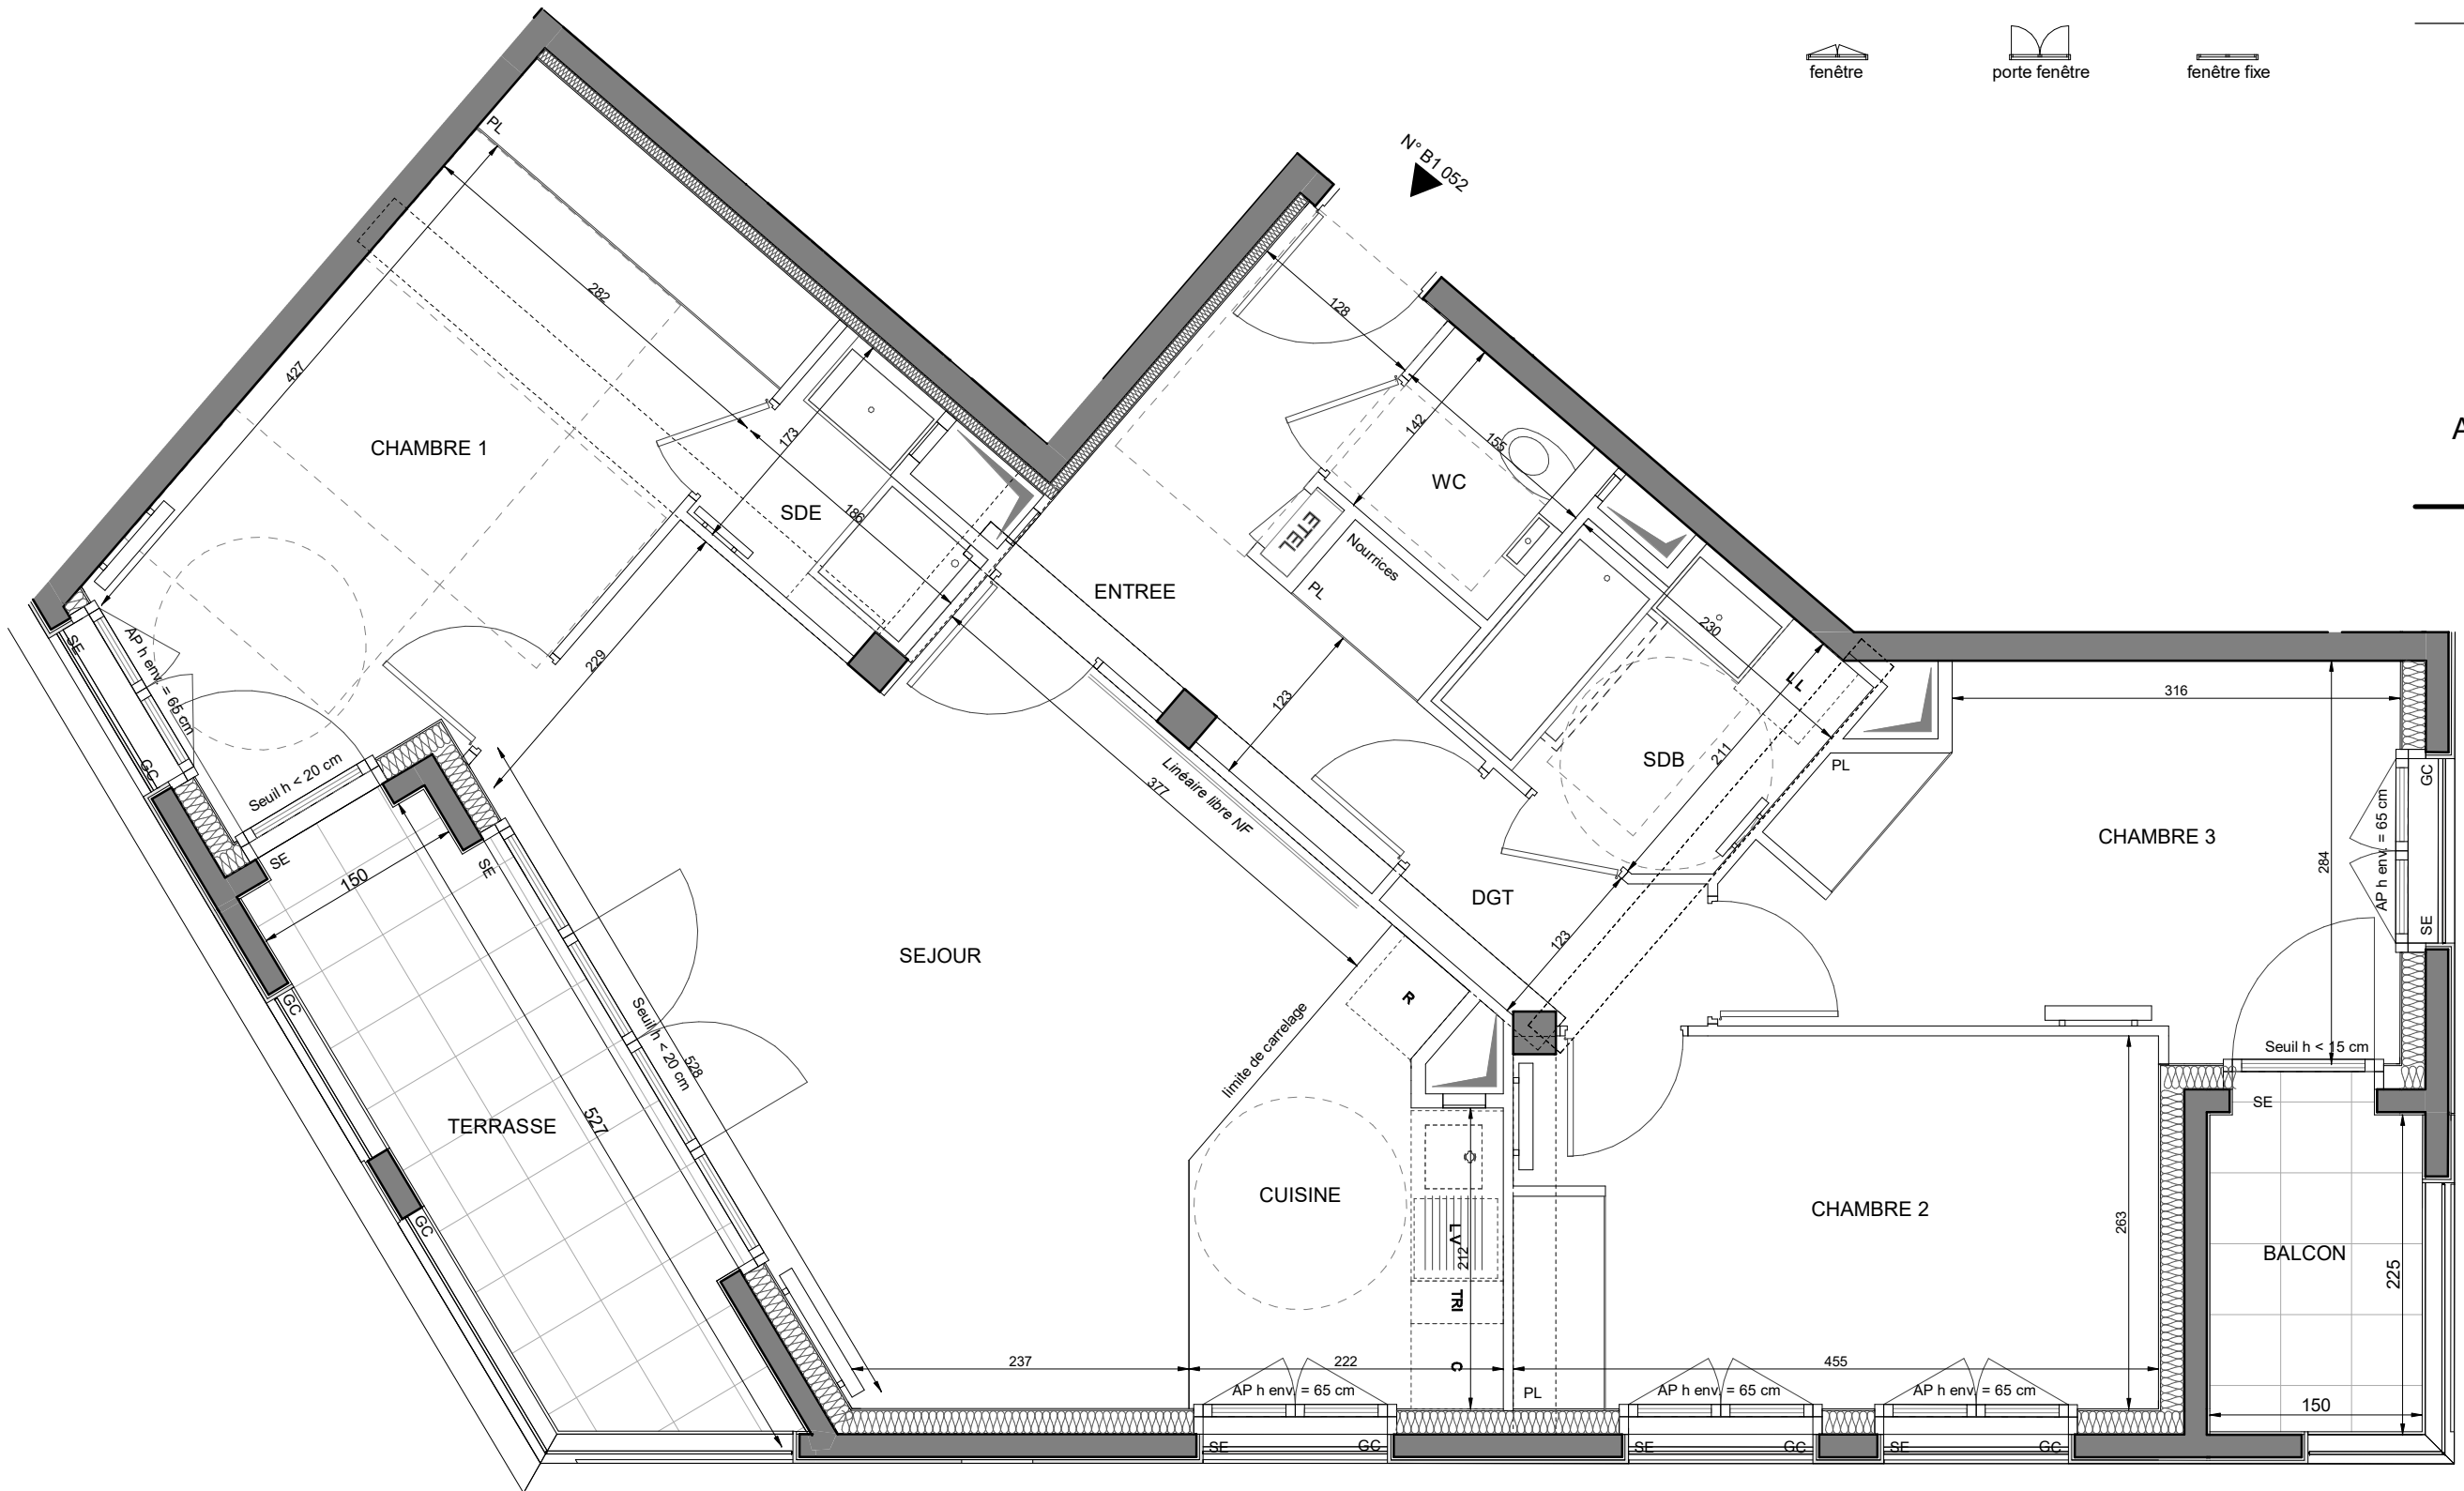 fenêtre
porte fenêtre
fenêtre fixe
N° B1 052
A
PL
282
128
427
142
155
CHAMBRE 1
173
WC
SDE
186
ETEL
Nourrices
PL
ENTREE
230
SE
AP h env. = 65 cm
229
LL
316
123
GC
Seuil h < 20 cm
SDB
211
PL
GC
Linéaire libre NF
377
CHAMBRE 3
AP h env. = 65 cm
284
SE
SE
SE
150
DGT
123
SEJOUR
R
GC
Seuil h < 20 cm
528
limite de carrelage
Seuil h < 15 cm
SE
TERRASSE
527
CUISINE
CHAMBRE 2
263
GC
LV
212
BALCON
225
TRI
237
222
C
455
AP h env. = 65 cm
PL
AP h env. = 65 cm
AP h env. = 65 cm
150
SE
GC
SE
GC
SE
GC